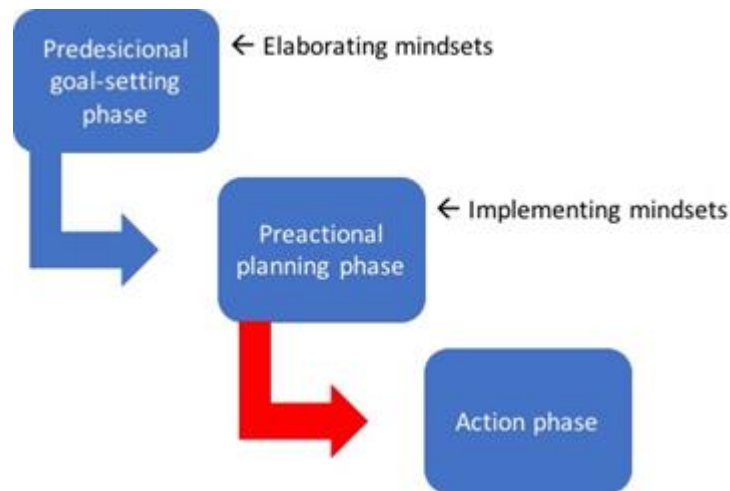 Predesicional
goal-setting
phase
← Elaborating mindsets
Preactional
planning phase
← Implementing mindsets
Action phase